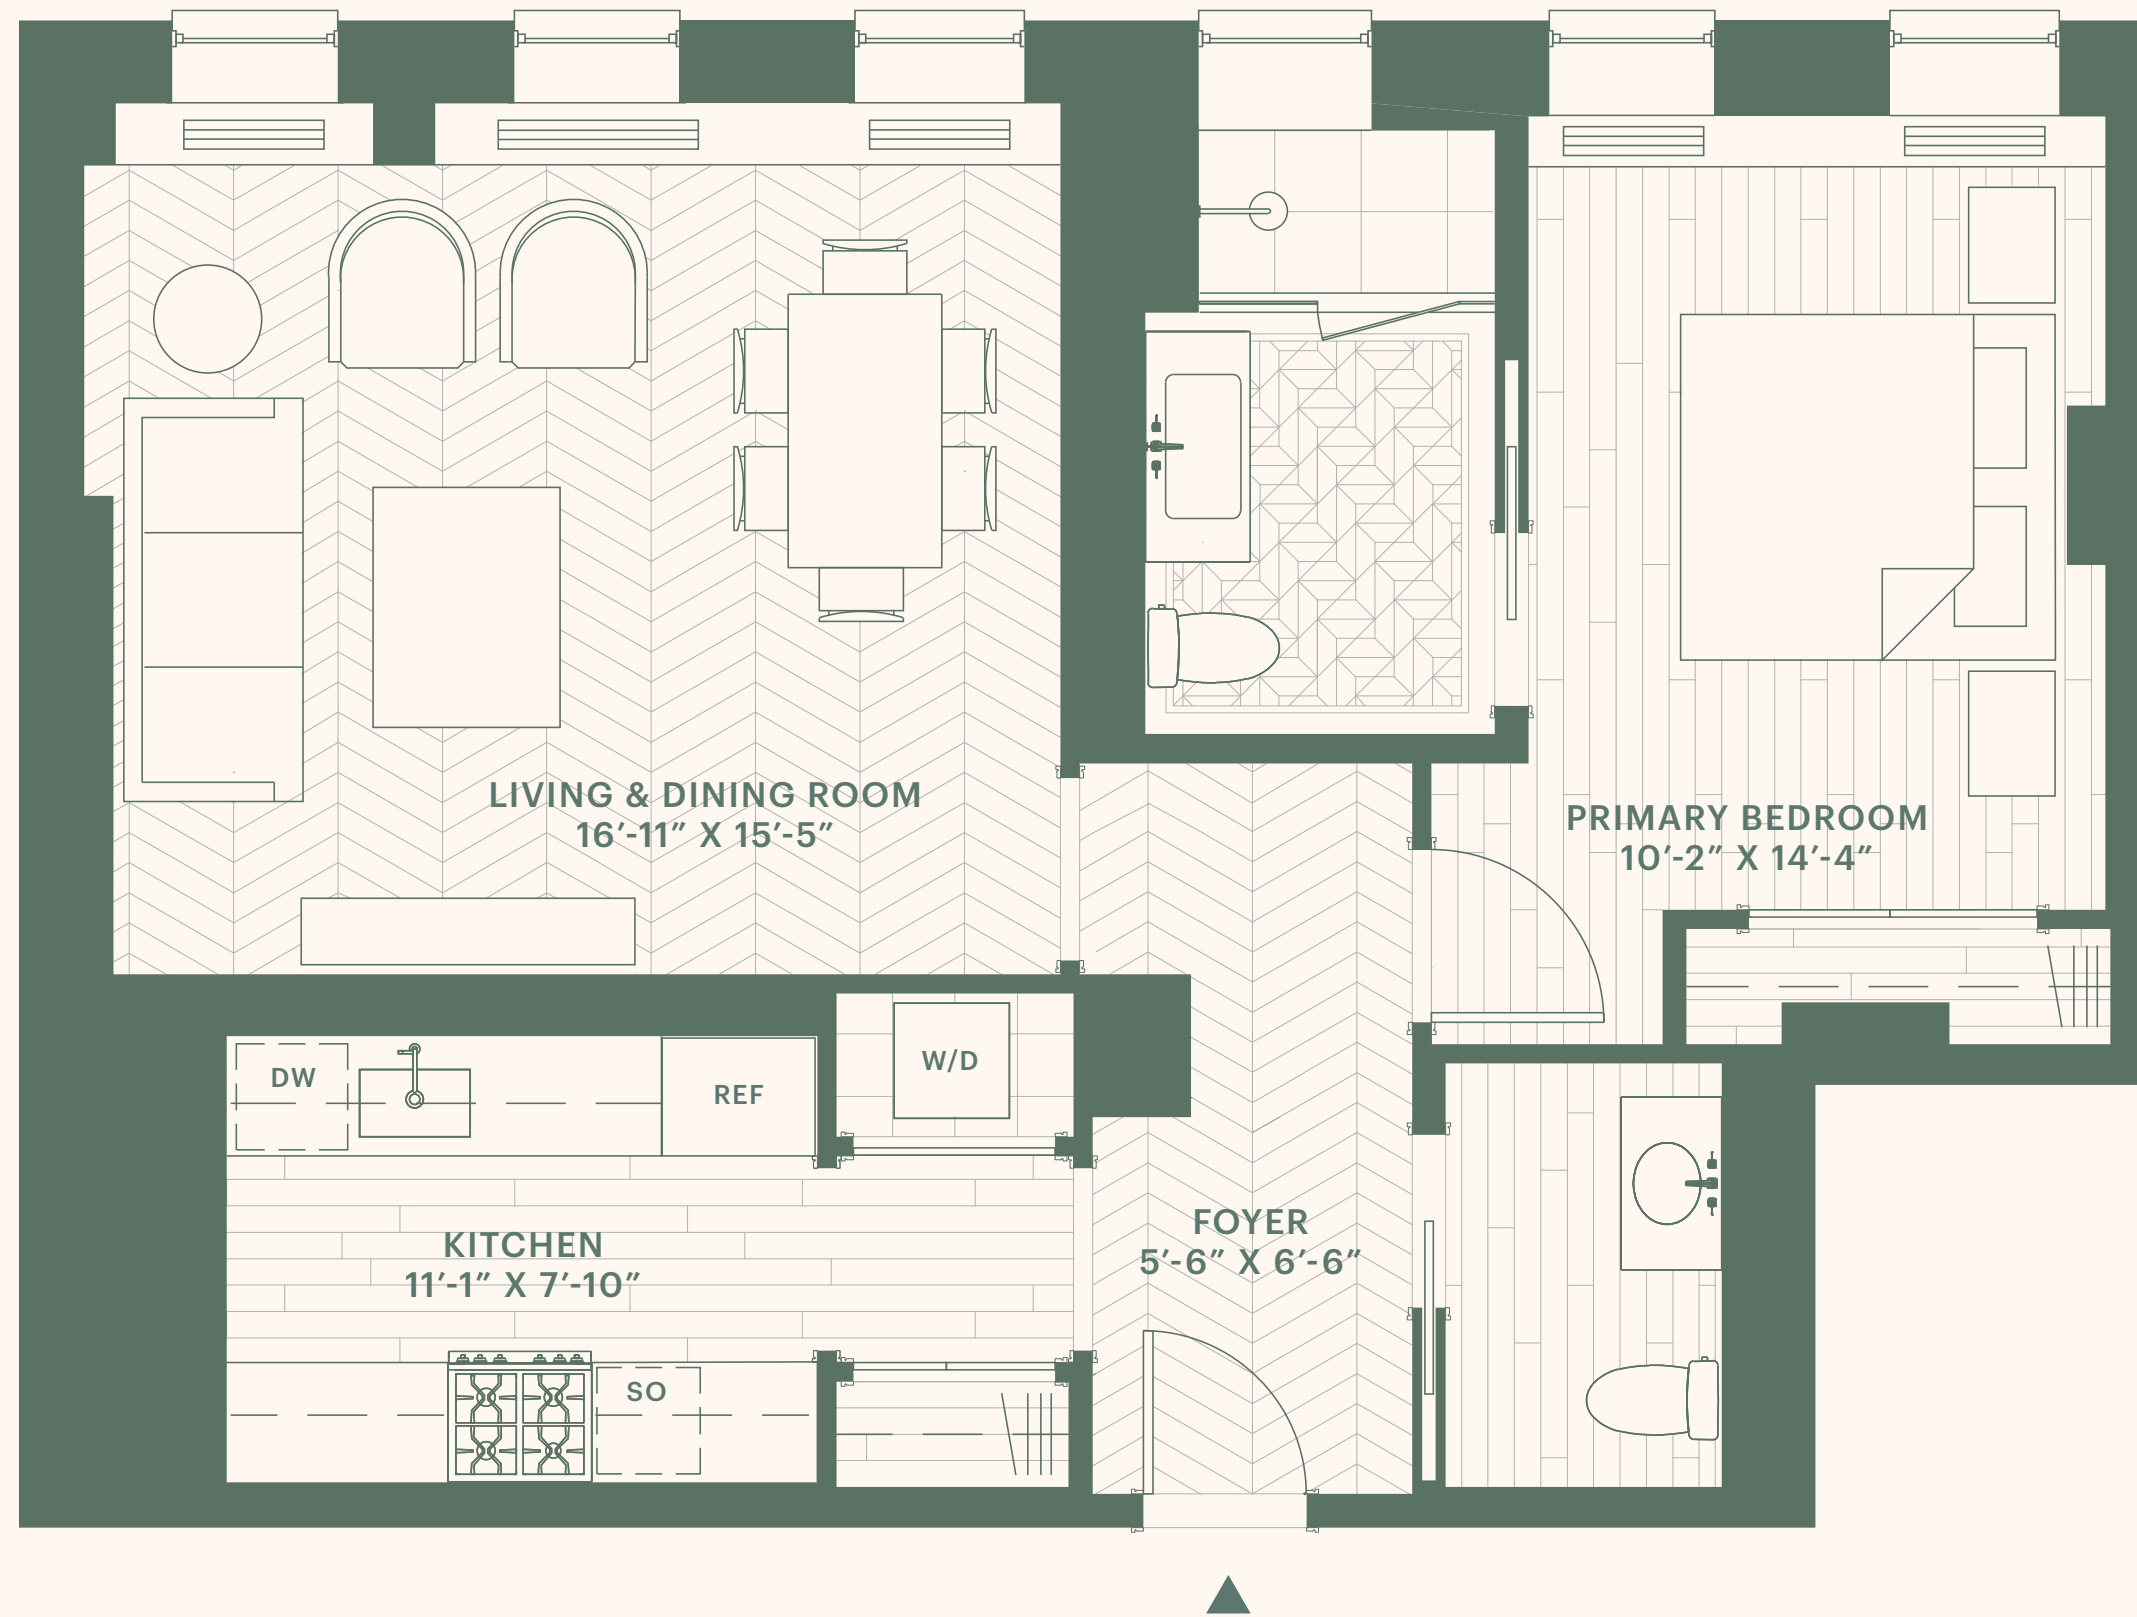 LIVING & DINING ROOM
16′-11″ X 15′-5″
PRIMARY BEDROOM
10′-2″ X 14′-4″
DW
REF
W/D
KITCHEN
11′-1″ X 7′-10″
FOYER
5′-6″ X 6′-6″
SO